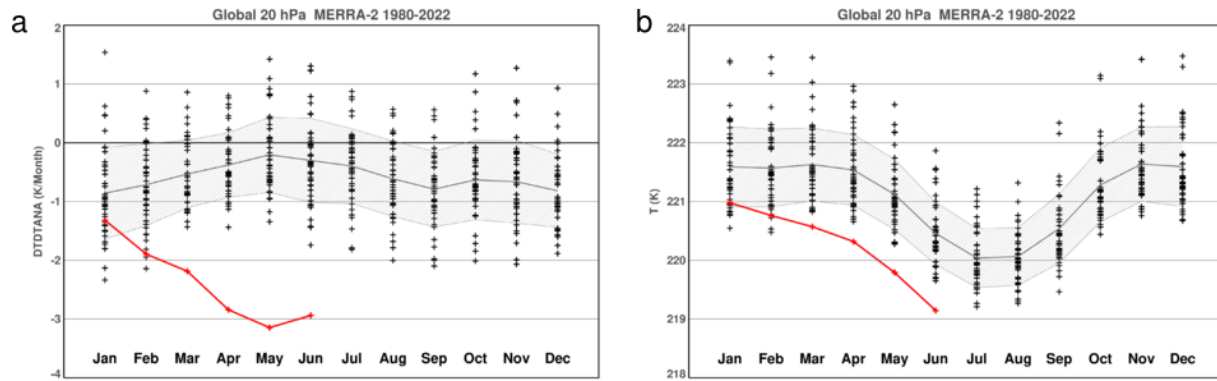 a
Global 20 hPa MERRA-2 1980-2022
DTDTANA (K/Month)
2
1
0
-1
-2
-3
-4
Jan Feb Mar Apr May Jun Jul Aug Sep Oct Nov Dec
b
Global 20 hPa MERRA-2 1980-2022
T (K)
224
223
222
221
220
219
218
Jan Feb Mar Apr May Jun Jul Aug Sep Oct Nov Dec